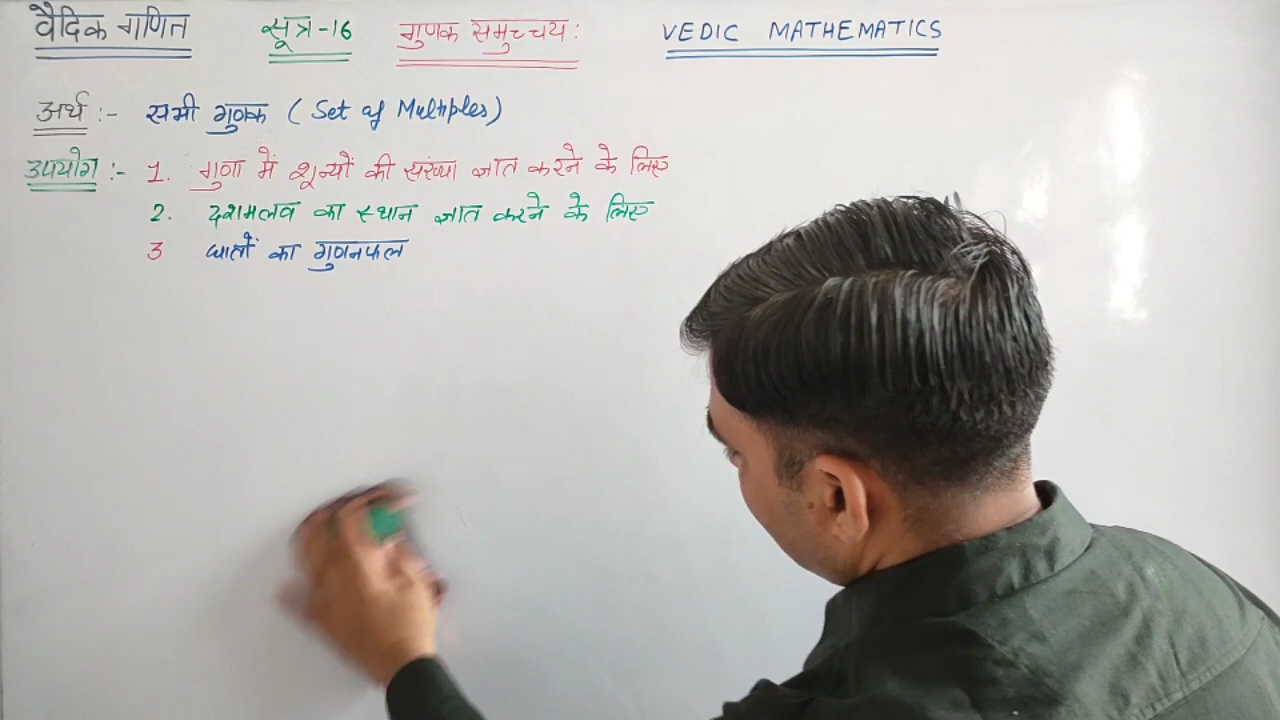 वैदिक गणित सूत्र-16 गुणक समुच्चय: VEDIC MATHEMATICS
अर्थ :- सभी गुणक ( Set of Multiples)
उपयोग :- 1. गुणा में शून्यों की संख्या ज्ञात करने के लिए
2. दशमलव का स्थान ज्ञात करने के लिए
3 घातों का गुणनफल